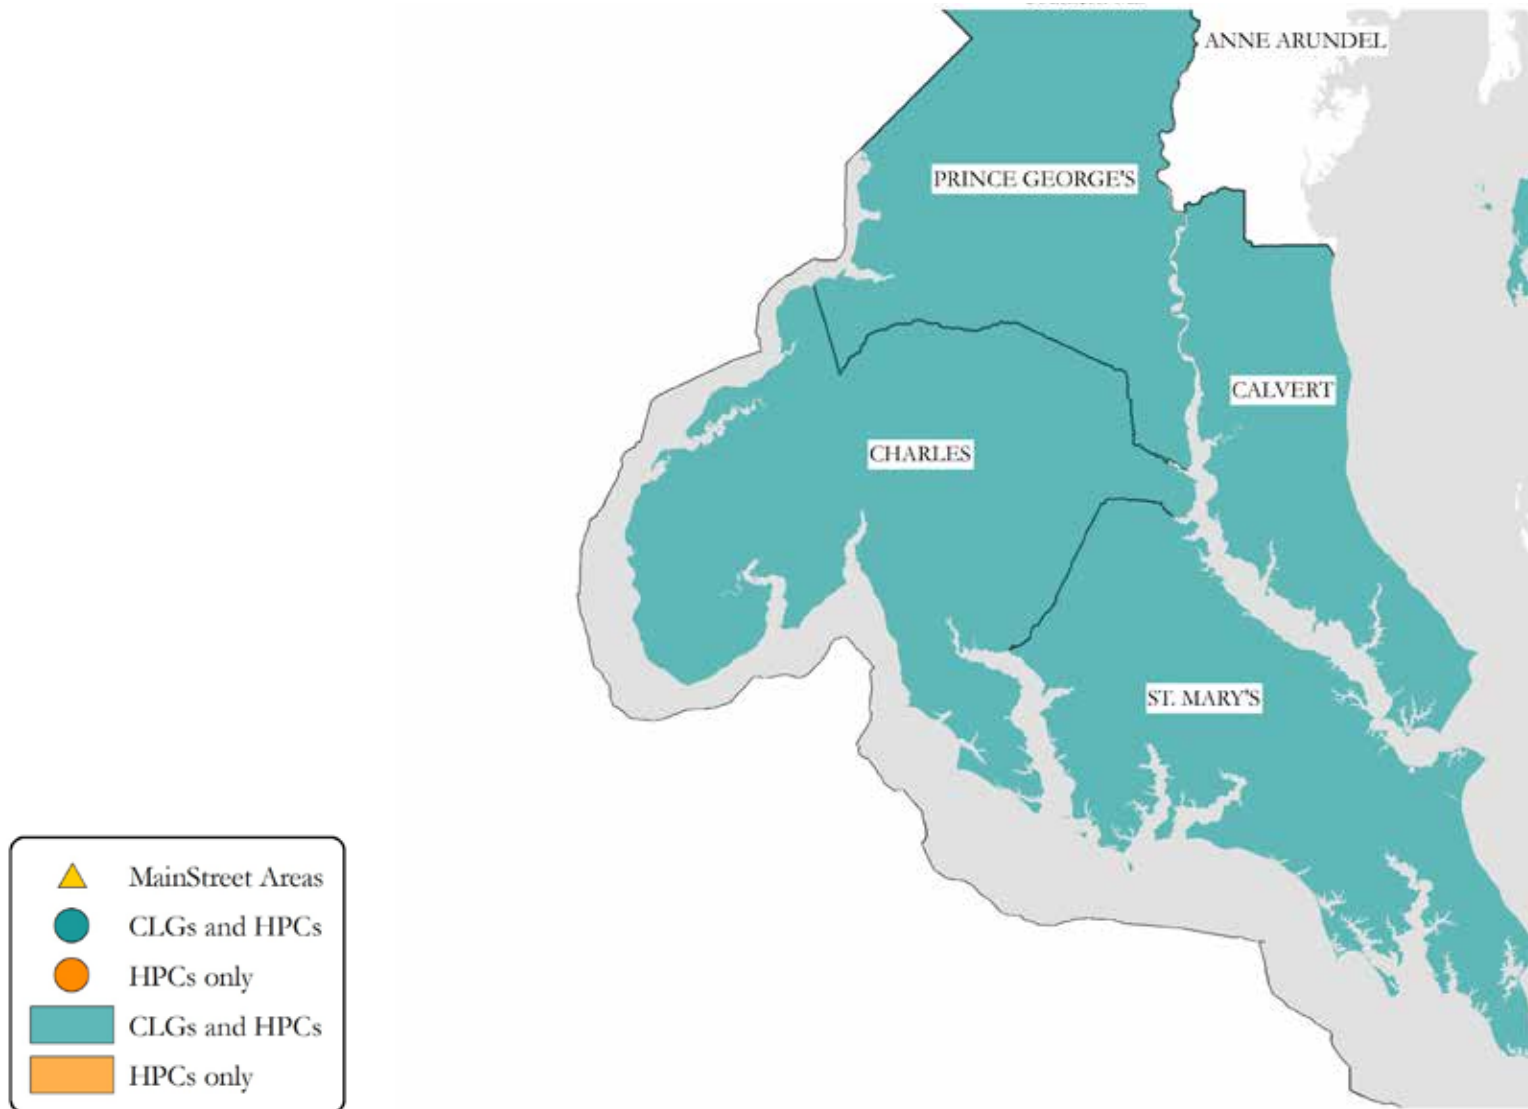 ANNE ARUNDEL
PRINCE GEORGE'S
CALVERT
CHARLES
ST. MARY'S
MainStreet Areas
CLGs and HPCs
HPCs only
CLGs and HPCs
HPCs only